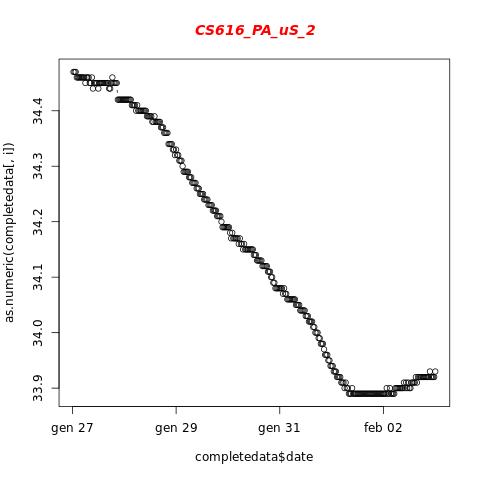 CS616_PA_uS_2
as.numeric(completedata[, i])
34.4
34.3
34.2
34.1
34.0
33.9
gen 27 gen 29 gen 31 feb 02
completedata$date